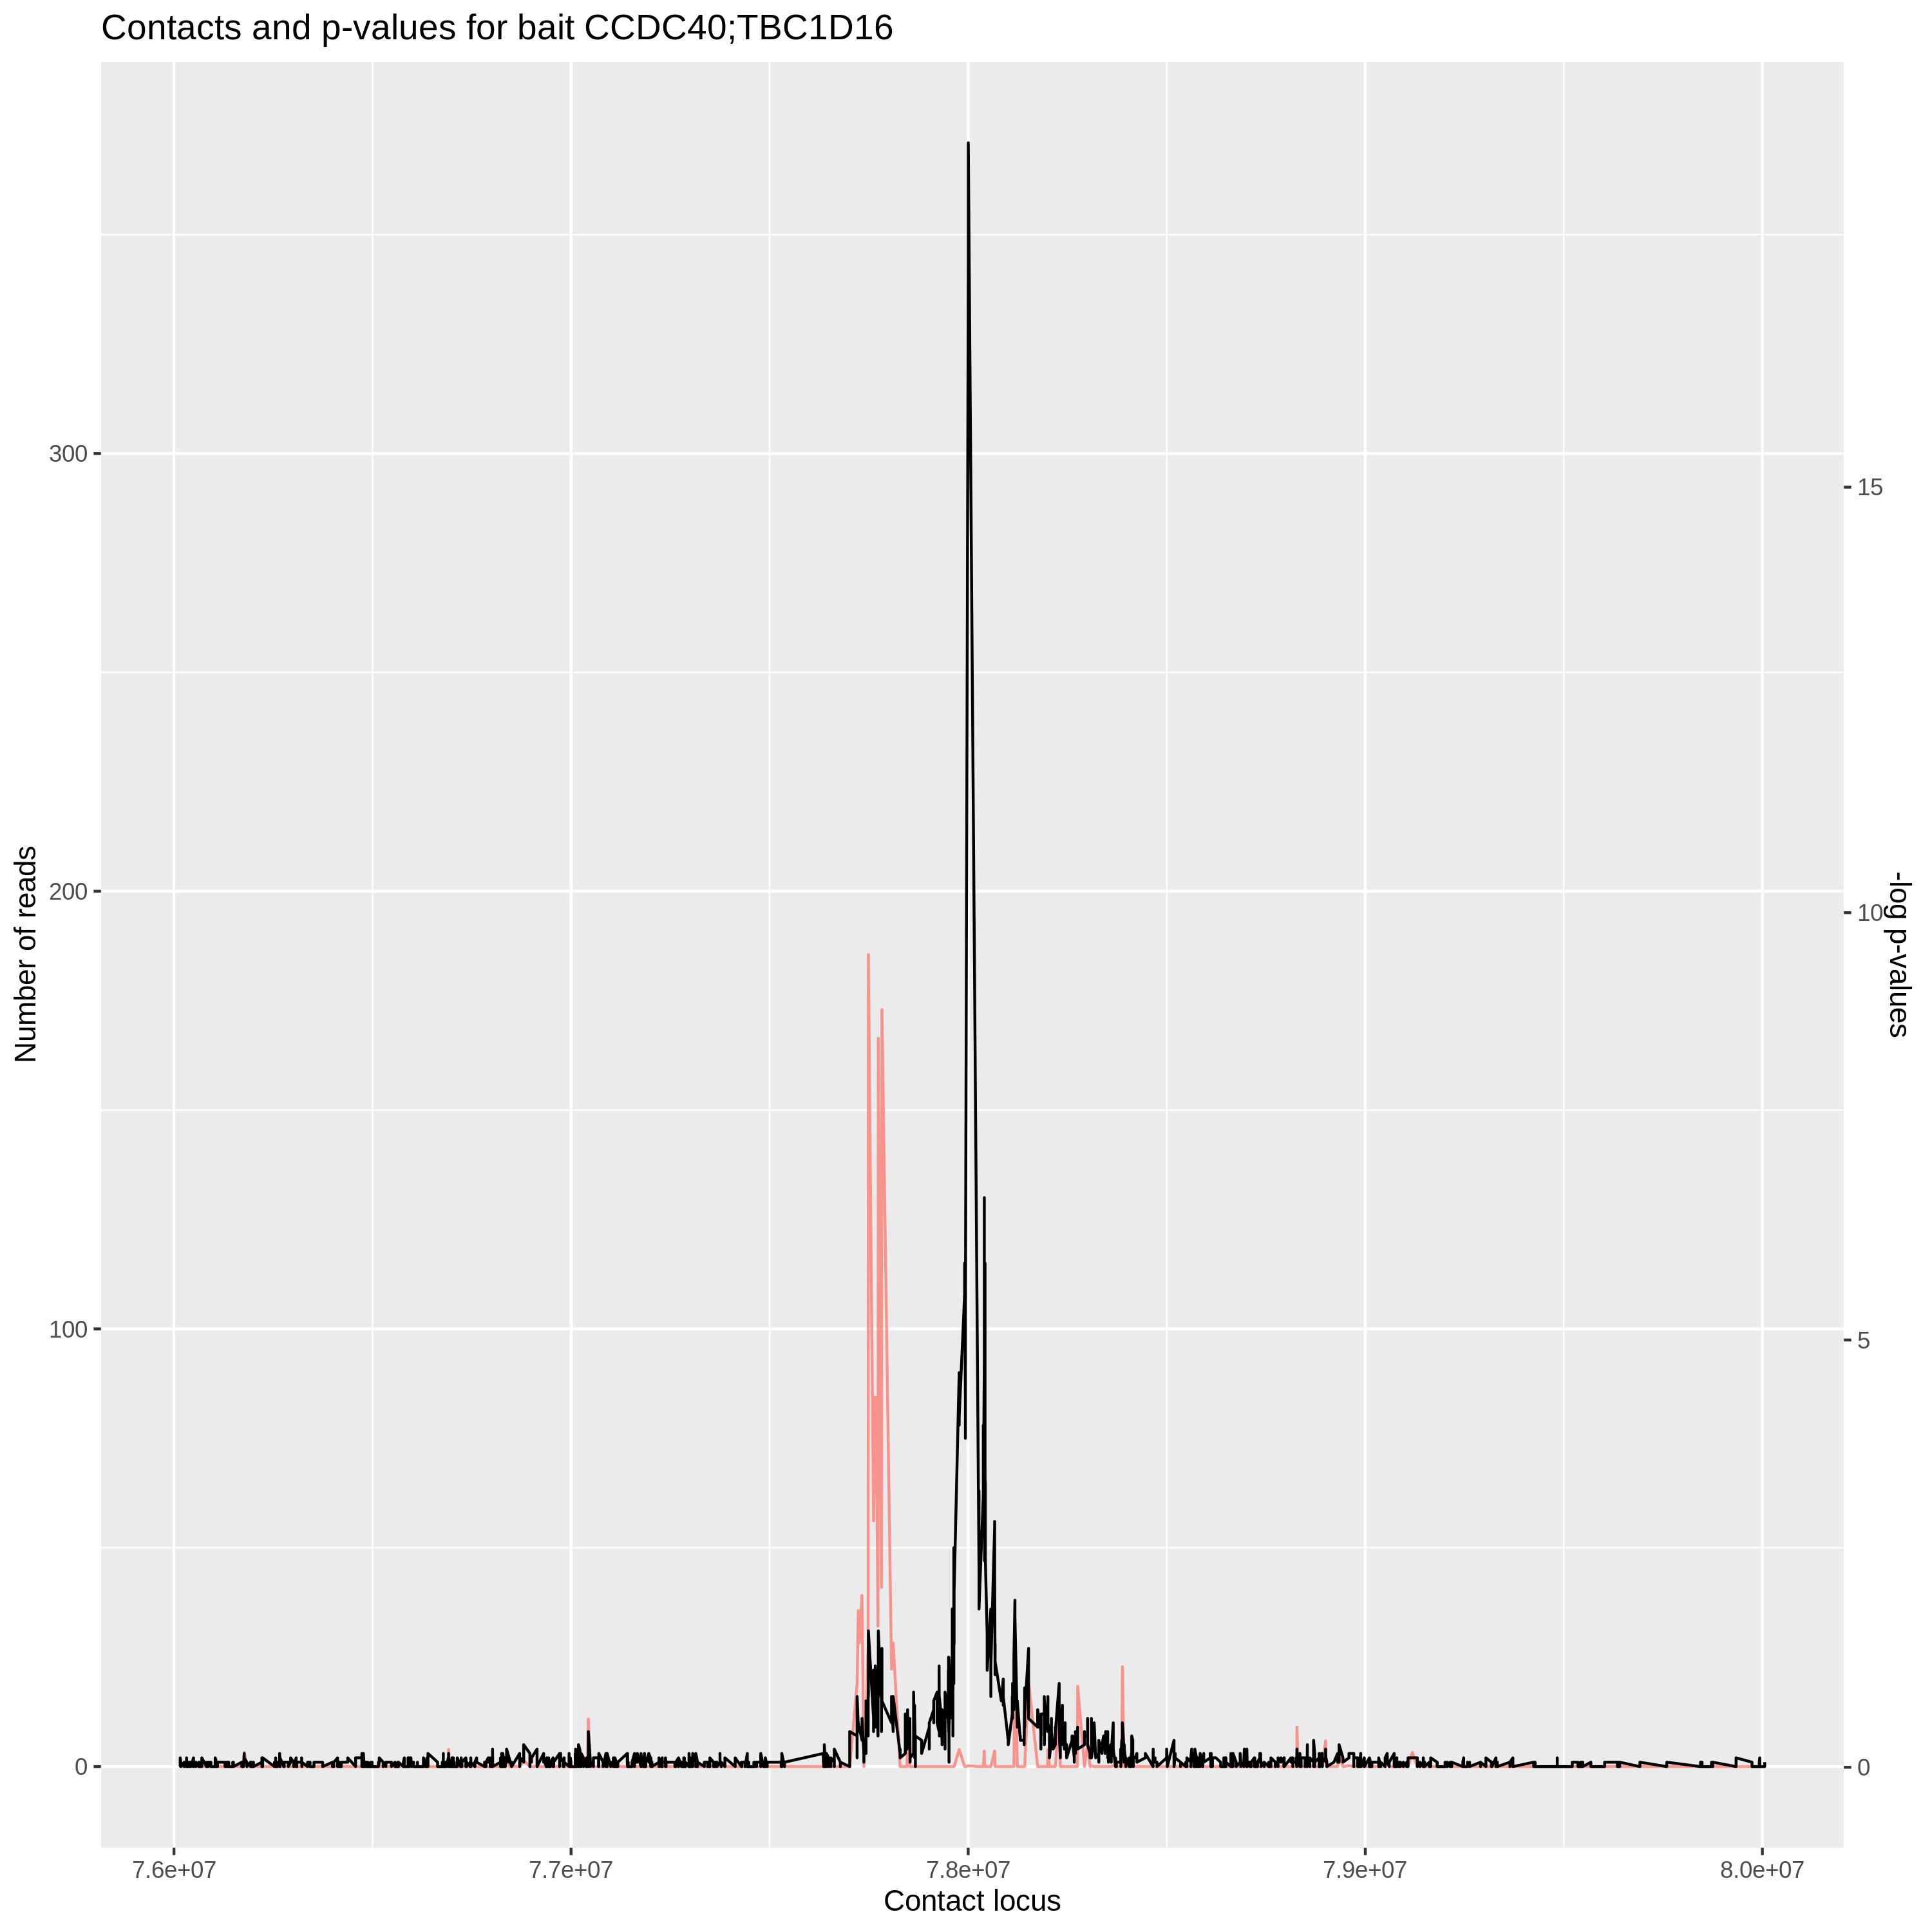 Contacts and p-values for bait CCDC40;TBC1D16
Number of reads
300
200
100
0
15
10
5
0
-log p-values
7.6e+07
7.7e+07
7.8e+07
7.9e+07
8.0e+07
Contact locus